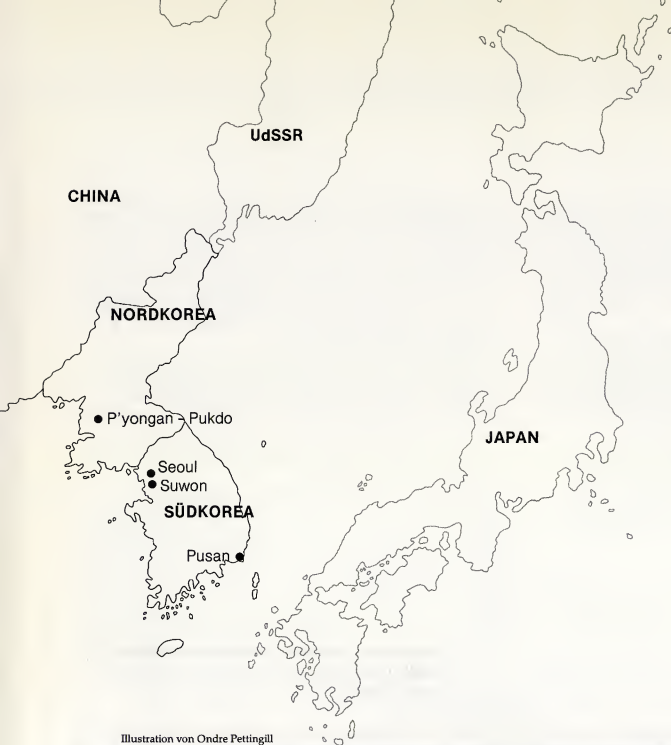 UdSSR
CHINA
NORDKOREA
P'yongan – Pukdo
JAPAN
Seoul
Suwon
SÜDKOREA
Pusan
Illustration von Ondre Pettingill